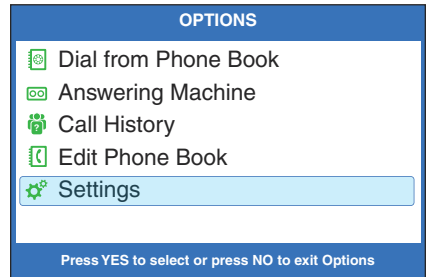 OPTIONS
Dial from Phone Book
Answering Machine
Call History
Edit Phone Book
Settings
Press YES to select or press NO to exit Options